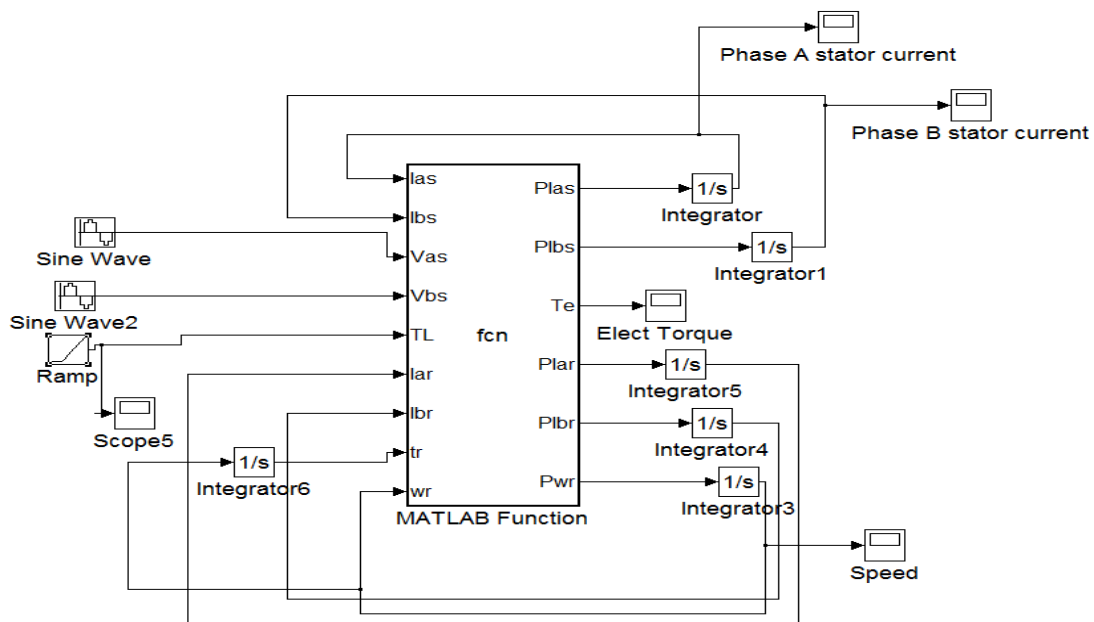 Phase A stator current
Phase B stator current
Ias
Ibs
Vas
Vbs
TL
Iar
Ibr
tr
wr
fcn
PIas
PIbs
Te
PIar
PIbr
Pwr
MATLAB Function
1/s
Integrator
1/s
Integrator1
Elect Torque
1/s
Integrator5
1/s
Integrator4
1/s
Integrator3
Speed
Sine Wave
Sine Wave2
Ramp
Scope5
1/s
Integrator6